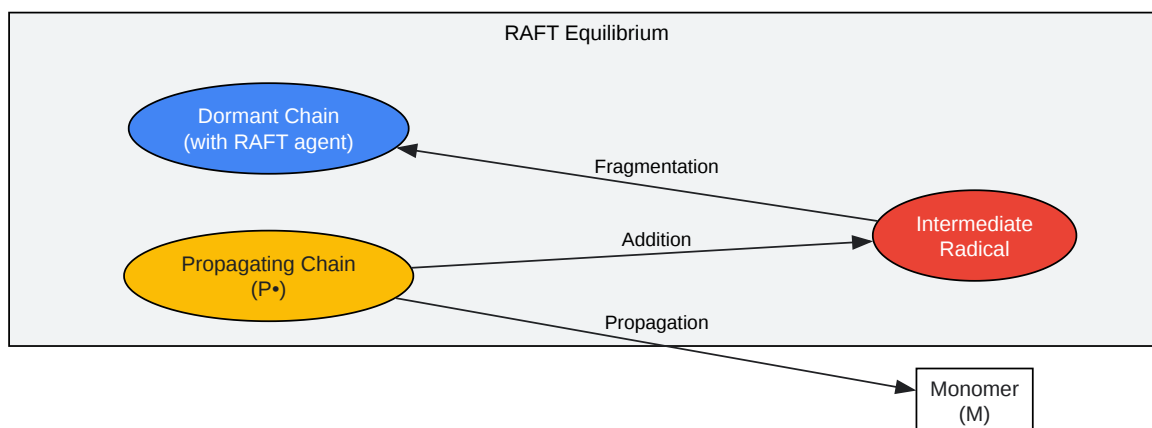 RAFT Equilibrium
Dormant Chain
(with RAFT agent)
Fragmentation
Intermediate
Radical
Addition
Propagating Chain
(P•)
Propagation
Monomer
(M)